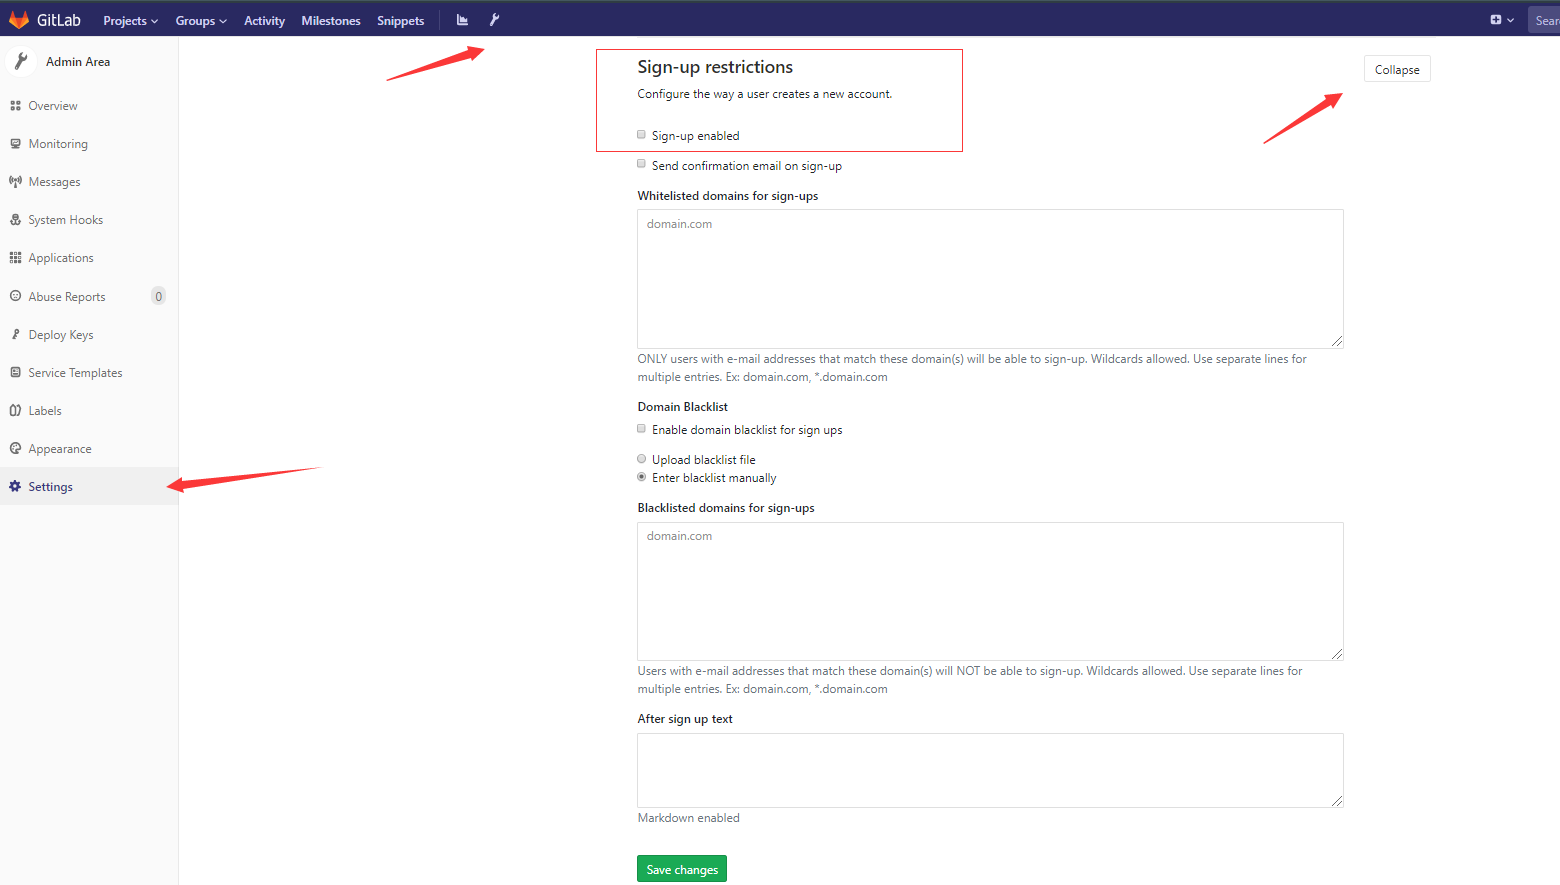 GitLab Projects Groups Activity Milestones Snippets
Admin Area
Overview
Monitoring
Messages
System Hooks
Applications
Abuse Reports 0
Deploy Keys
Service Templates
Labels
Appearance
Settings
Sign-up restrictions
Collapse
Configure the way a user creates a new account.
Sign-up enabled
Send confirmation email on sign-up
Whitelisted domains for sign-ups
domain.com
ONLY users with e-mail addresses that match these domain(s) will be able to sign-up. Wildcards allowed. Use separate lines for
multiple entries. Ex: domain.com, *.domain.com
Domain Blacklist
Enable domain blacklist for sign ups
Upload blacklist file
Enter blacklist manually
Blacklisted domains for sign-ups
domain.com
Users with e-mail addresses that match these domain(s) will NOT be able to sign-up. Wildcards allowed. Use separate lines for
multiple entries. Ex: domain.com, *.domain.com
After sign up text
Markdown enabled
Save changes